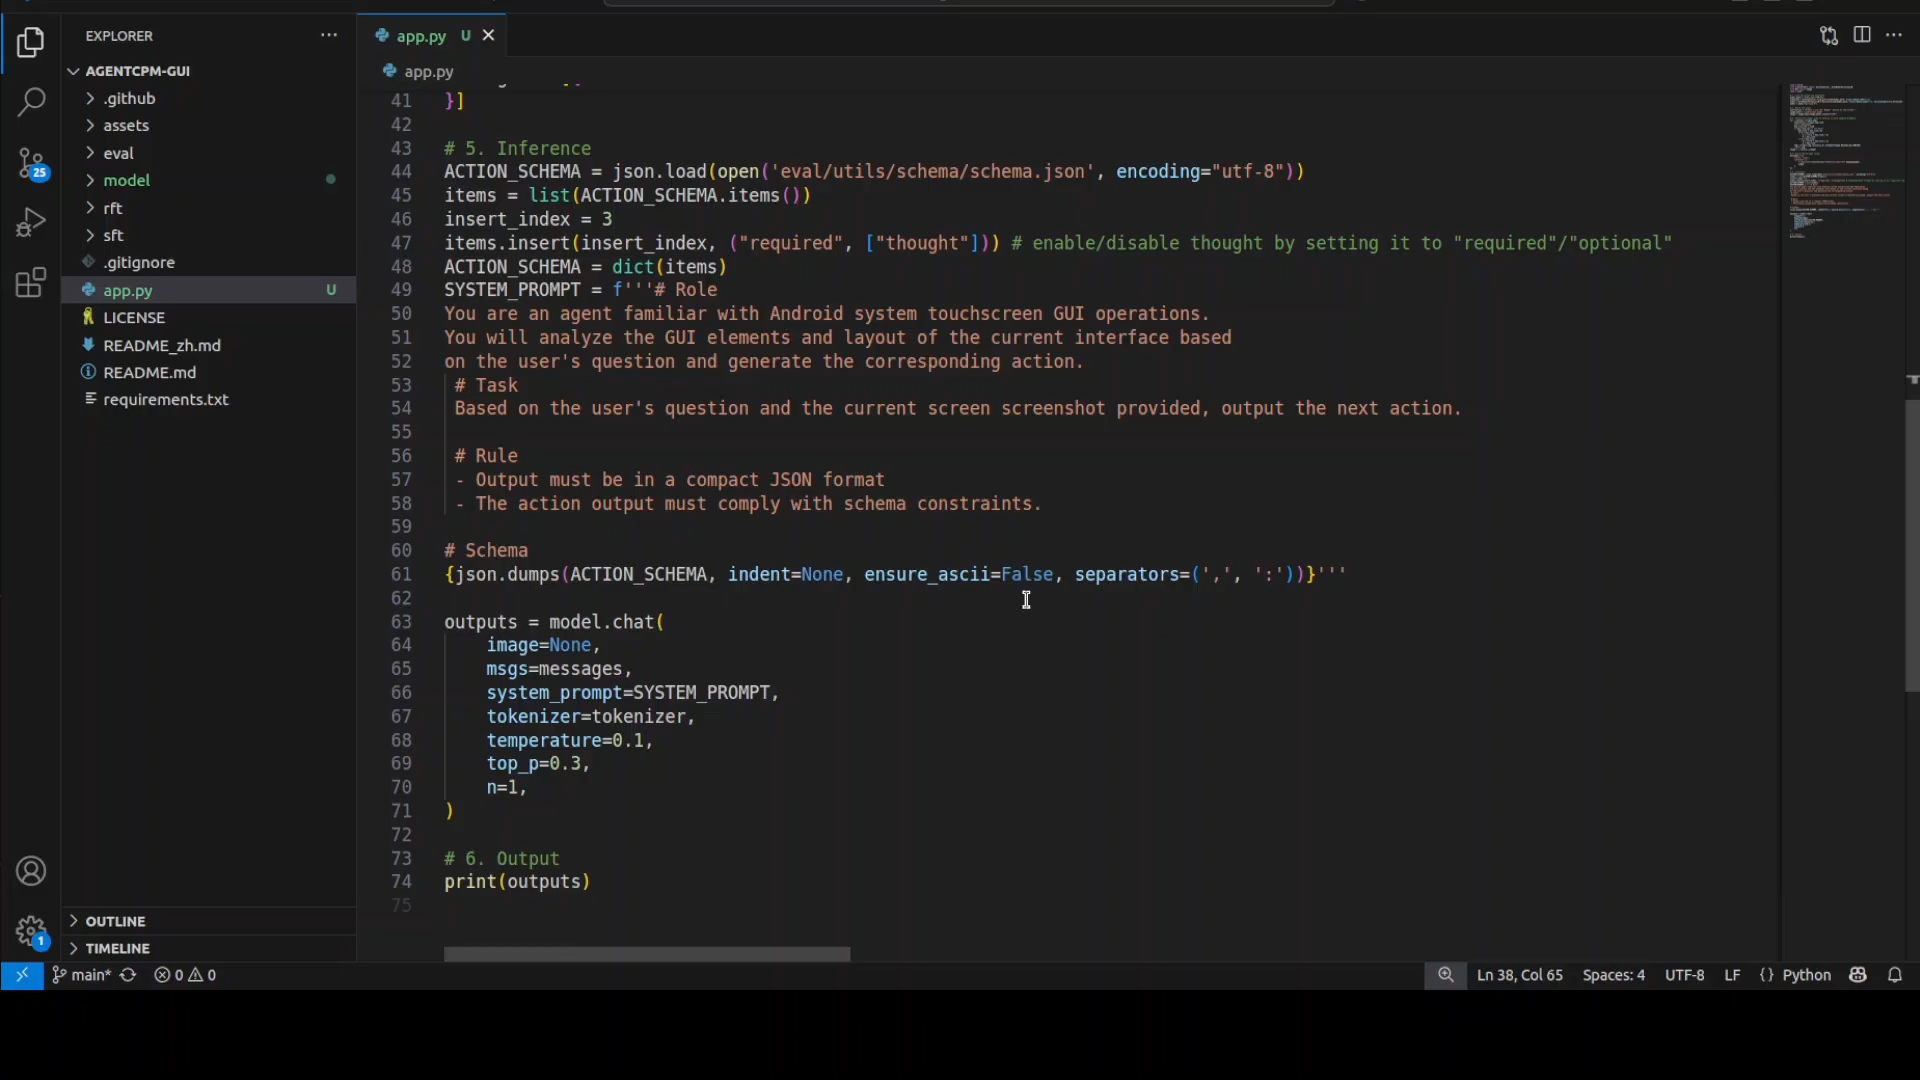 EXPLORER
AGENTCPM-GUI
.github
assets
eval
model
rft
sft
.gitignore
app.py U
LICENSE
README_zh.md
README.md
requirements.txt
OUTLINE
TIMELINE
25
1
app.py U
app.py
41 }]
42
43 # 5. Inference
44 ACTION_SCHEMA = json.load(open('eval/utils/schema/schema.json', encoding="utf-8"))
45 items = list(ACTION_SCHEMA.items())
46 insert_index = 3
47 items.insert(insert_index, ("required", ["thought"])) # enable/disable thought by setting it to "required"/"optional"
48 ACTION_SCHEMA = dict(items)
49 SYSTEM_PROMPT = f'''# Role
50 You are an agent familiar with Android system touchscreen GUI operations.
51 You will analyze the GUI elements and layout of the current interface based
52 on the user's question and generate the corresponding action.
53 # Task
54 Based on the user's question and the current screen screenshot provided, output the next action.
55
56 # Rule
57 - Output must be in a compact JSON format
58 - The action output must comply with schema constraints.
59
60 # Schema
61 {json.dumps(ACTION_SCHEMA, indent=None, ensure_ascii=False, separators=(',', ':'))}'''
62
63 outputs = model.chat(
64 image=None,
65 msgs=messages,
66 system_prompt=SYSTEM_PROMPT,
67 tokenizer=tokenizer,
68 temperature=0.1,
69 top_p=0.3,
70 n=1,
71 )
72
73 # 6. Output
74 print(outputs)
75
main* 0 0 Ln 38, Col 65 Spaces: 4 UTF-8 LF {} Python